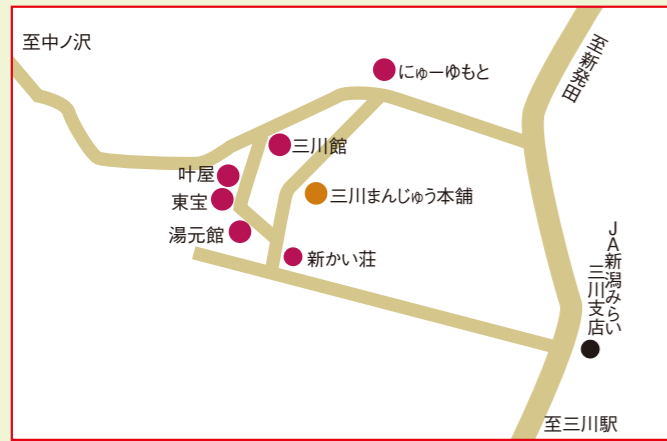 至中ノ沢
至新発田
にゅーゆもと
三川館
叶屋
東宝
三川まんじゅう本舗
湯元館
新かい荘
JA新潟みらい
三川支店
至三川駅